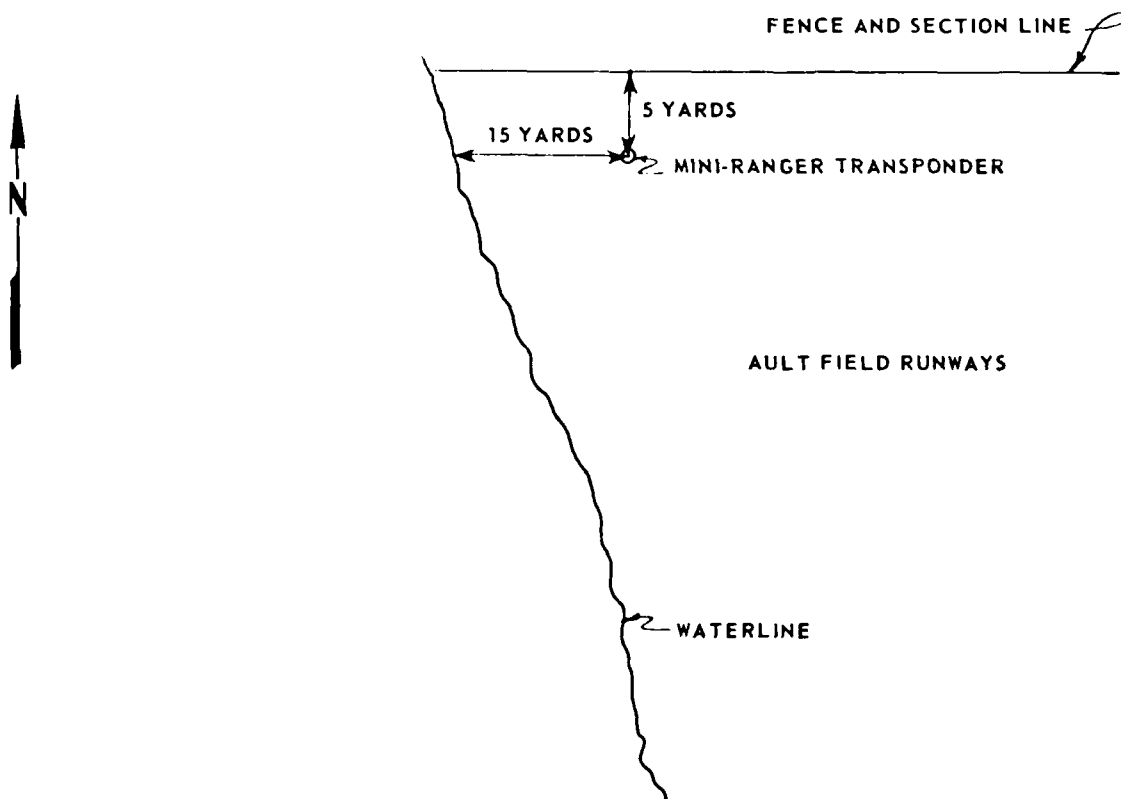 FENCE AND SECTION LINE
5 YARDS
15 YARDS
MINI-RANGER TRANSPONDER
N
AULT FIELD RUNWAYS
WATERLINE